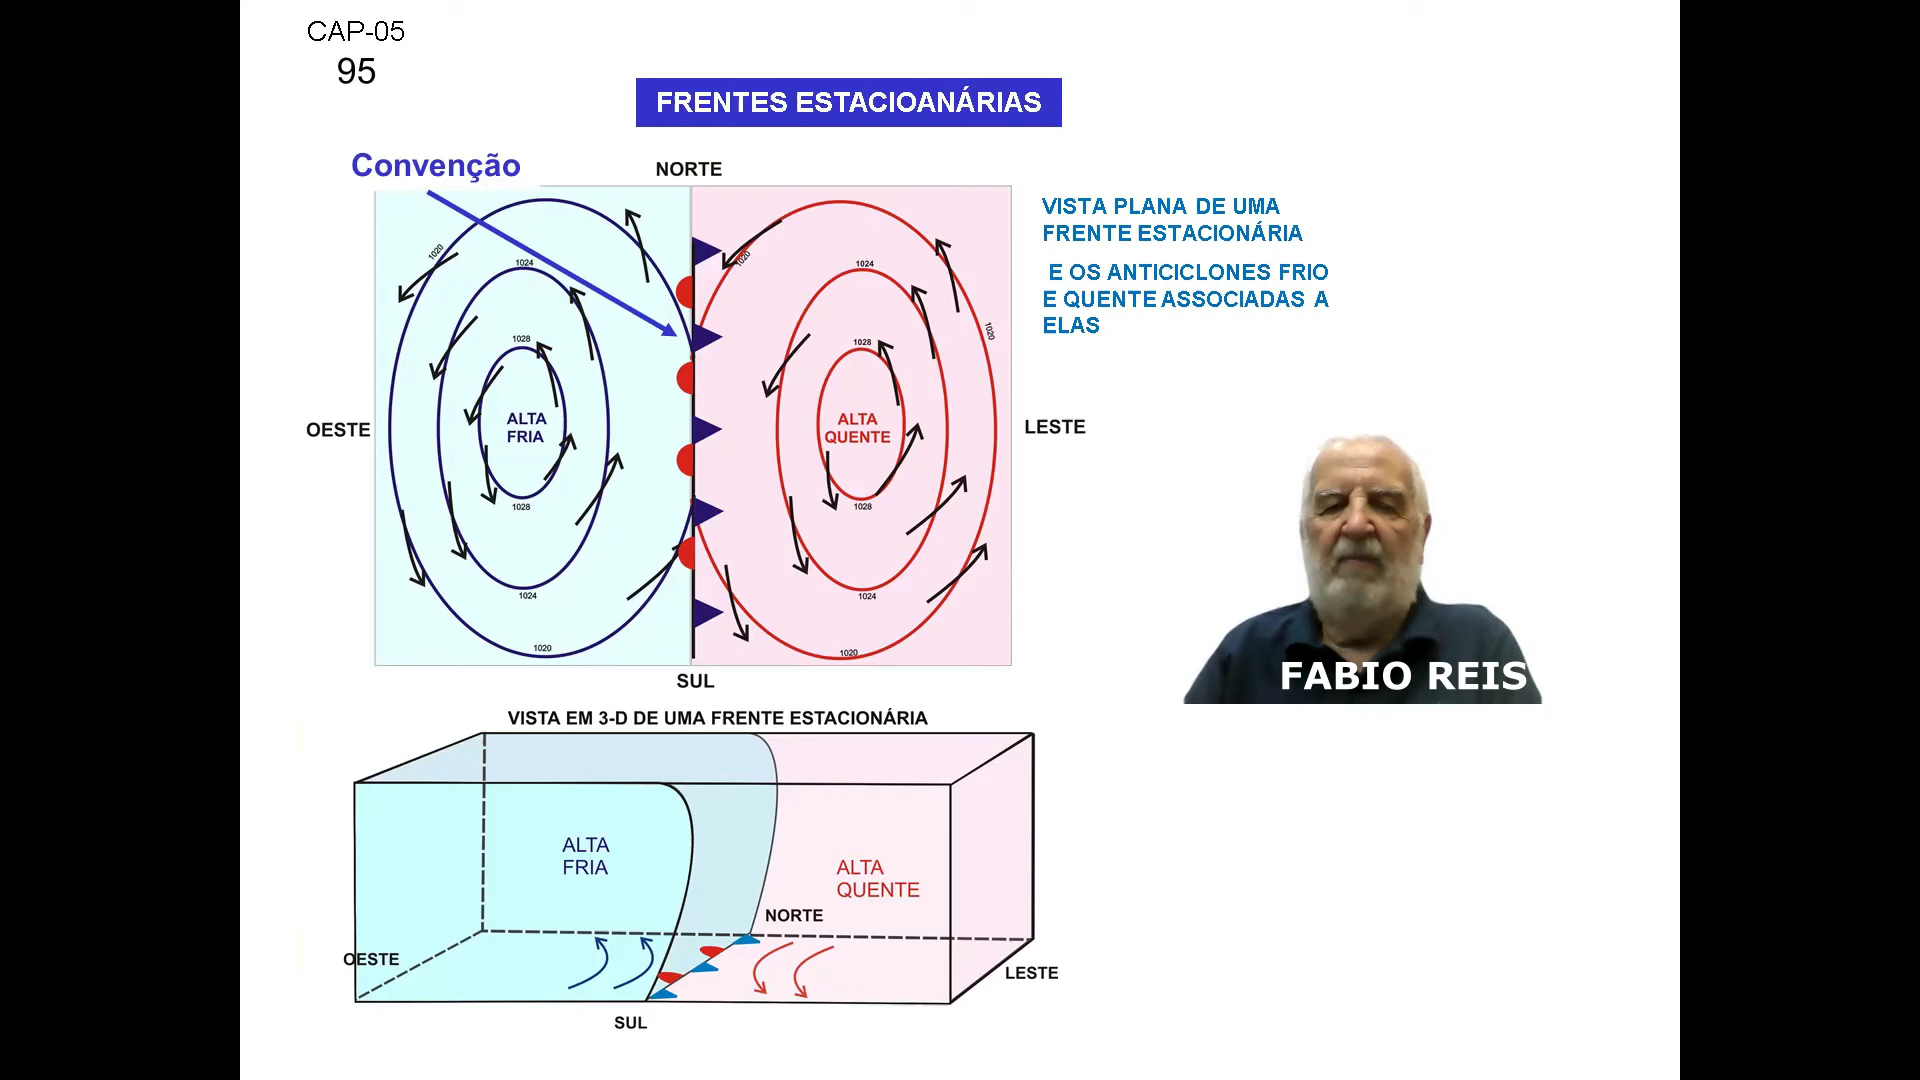 CAP-05
95
FRENTES ESTACIOANÁRIAS
Convenção
NORTE
VISTA PLANA DE UMA
FRENTE ESTACIONÁRIA
E OS ANTICICLONES FRIO
E QUENTE ASSOCIADAS A
ELAS
1020
1024
1028
ALTA
FRIA
1028
1024
1020
1020
1024
1020
1028
ALTA
QUENTE
1028
1024
1020
OESTE
LESTE
SUL
FABIO REIS
VISTA EM 3-D DE UMA FRENTE ESTACIONÁRIA
ALTA
FRIA
ALTA
QUENTE
NORTE
OESTE
LESTE
SUL